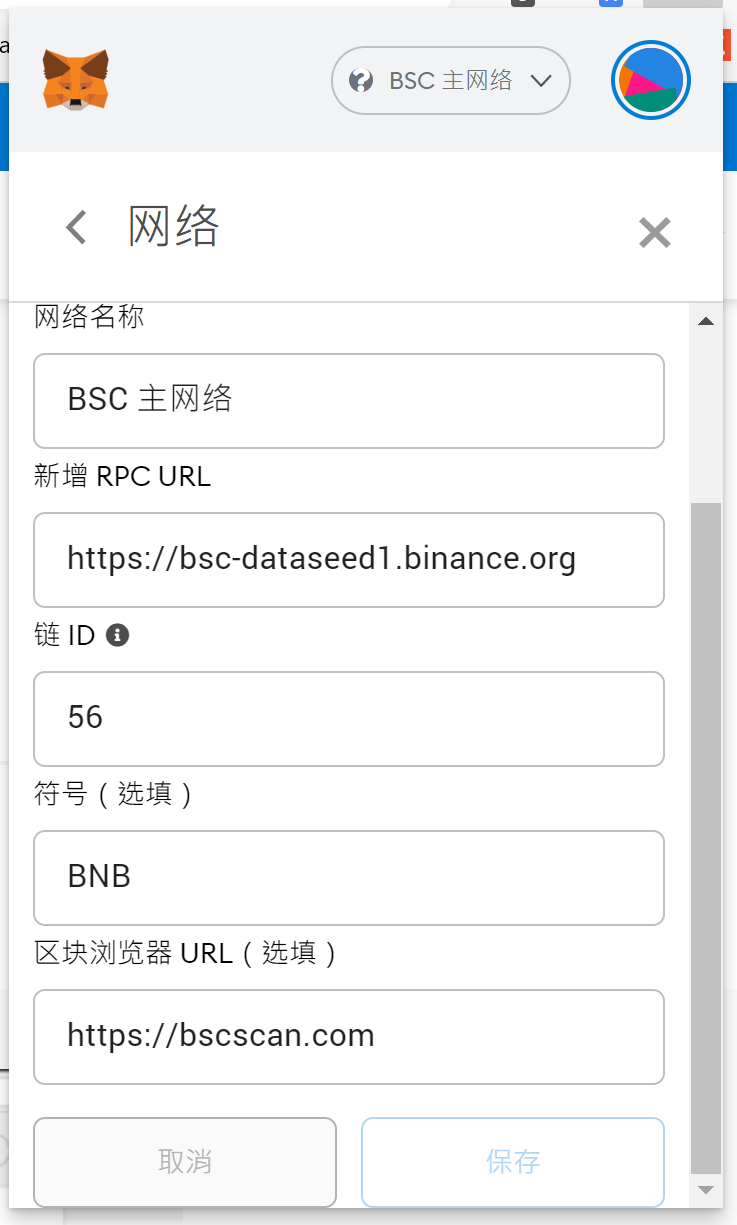 BSC 主网络
网络
网络名称
BSC 主网络
新增 RPC URL
https://bsc-dataseed1.binance.org
链 ID
56
符号（选填）
BNB
区块浏览器 URL（选填）
https://bscscan.com
取消
保存